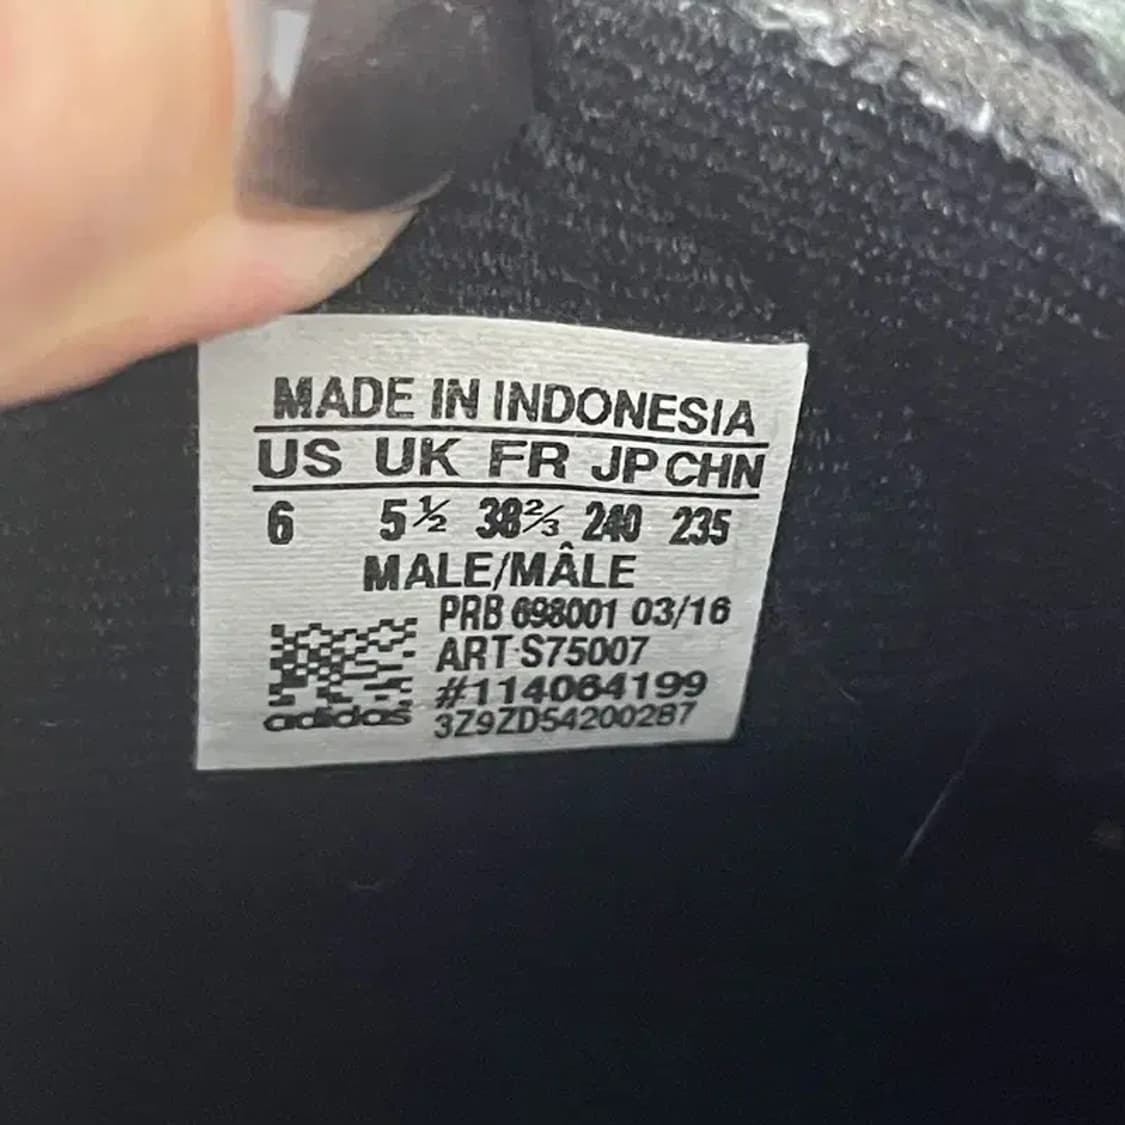 MADE IN INDONESIA
US UK FR JP CHN
6 5½ 38⅔ 240 235
MALE/MÂLE
PRB 698001 03/16
ART S75007
#114064199
adidas 3Z9ZD54200287